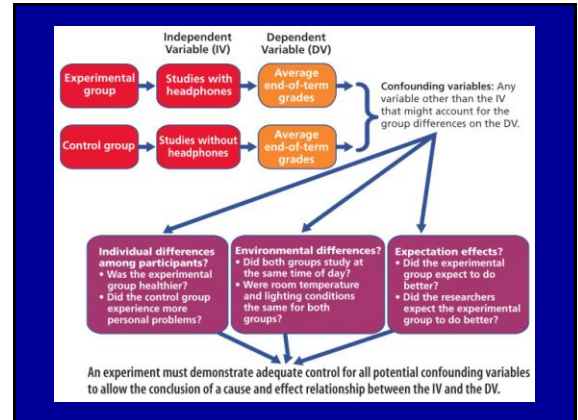 Independent
Variable (IV)
Dependent
Variable (DV)
Experimental
group
Studies with
headphones
Average
end-of-term
grades
Confounding variables: Any
variable other than the IV
that might account for the
group differences on the DV.
Control group
Studies without
headphones
Average
end-of-term
grades
Individual differences
among participants?
• Was the experimental
group healthier?
• Did the control group
experience more
personal problems?
Environmental differences?
• Did both groups study at
the same time of day?
• Were room temperature
and lighting conditions
the same for both
groups?
Expectation effects?
• Did the experimental
group expect to do
better?
• Did the researchers
expect the experimental
group to do better?
An experiment must demonstrate adequate control for all potential confounding variables
to allow the conclusion of a cause and effect relationship between the IV and the DV.